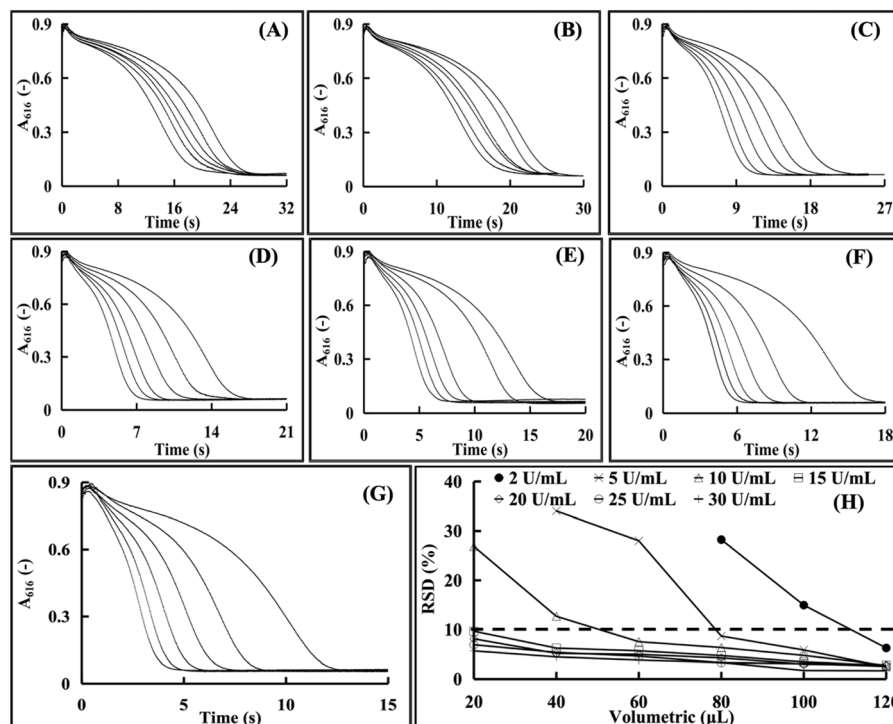 (A)
0.9
0.6
0.3
0
A616 (-)
0 8 16 24 32
Time (s)
(B)
0.9
0.6
0.3
0
A616 (-)
0 10 20 30
Time (s)
(C)
0.9
0.6
0.3
0
A616 (-)
0 9 18 27
Time (s)
(D)
0.9
0.6
0.3
0
A616 (-)
0 7 14 21
Time (s)
(E)
0.9
0.6
0.3
0
A616 (-)
0 5 10 15 20
Time (s)
(F)
0.9
0.6
0.3
0
A616 (-)
0 6 12 18
Time (s)
(G)
0.9
0.6
0.3
0
A616 (-)
0 5 10 15
Time (s)
40
30
20
10
0
RSD (%)
2 U/mL 5 U/mL 10 U/mL 15 U/mL
20 U/mL 25 U/mL 30 U/mL
(H)
20 40 60 80 100 120
Volumetric (μL)